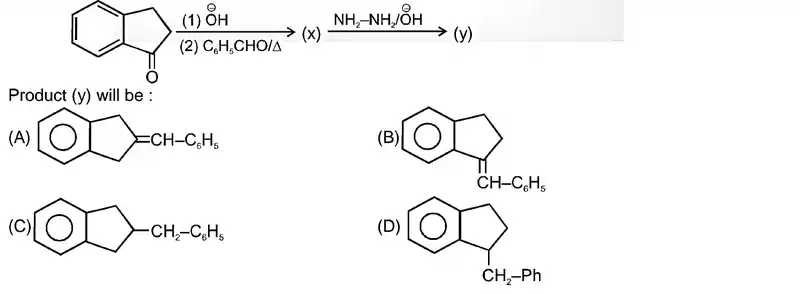 (1) ⊖OH
(2) C₆H₅CHO/Δ
(x)
NH₂–NH₂/⊖OH
(y)
O
Product (y) will be :
(A) =CH–C₆H₅
(B)
CH–C₆H₅
(C) –CH₂–C₆H₅
(D)
CH₂–Ph